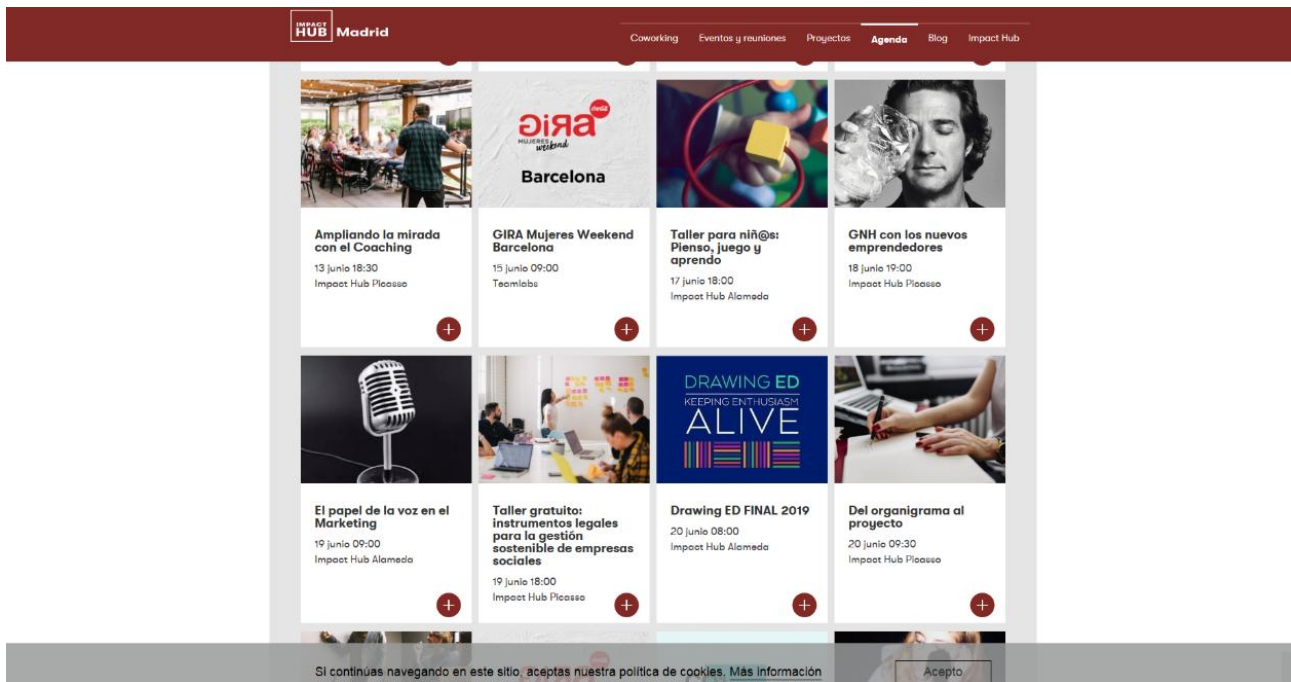 IMPACT
HUB Madrid
Coworking Eventos y reuniones Proyectos Agenda Blog Impact Hub
GIRA
MUJERES
weekend
Barcelona
Ampliando la mirada
con el Coaching
13 junio 18:30
Impact Hub Picasso
GIRA Mujeres Weekend
Barcelona
15 junio 09:00
Teamlabs
Taller para niñ@s:
Pienso, juego y
aprendo
17 junio 18:00
Impact Hub Alameda
GNH con los nuevos
emprendedores
18 junio 19:00
Impact Hub Picasso
DRAWING ED
KEEPING ENTHUSIASM
ALIVE
El papel de la voz en el
Marketing
19 junio 09:00
Impact Hub Alameda
Taller gratuito:
instrumentos legales
para la gestión
sostenible de empresas
sociales
19 junio 18:00
Impact Hub Picasso
Drawing ED FINAL 2019
20 junio 08:00
Impact Hub Alameda
Del organigrama al
proyecto
20 junio 09:30
Impact Hub Picasso
Si continúas navegando en este sitio, aceptas nuestra política de cookies. Más información Acepto